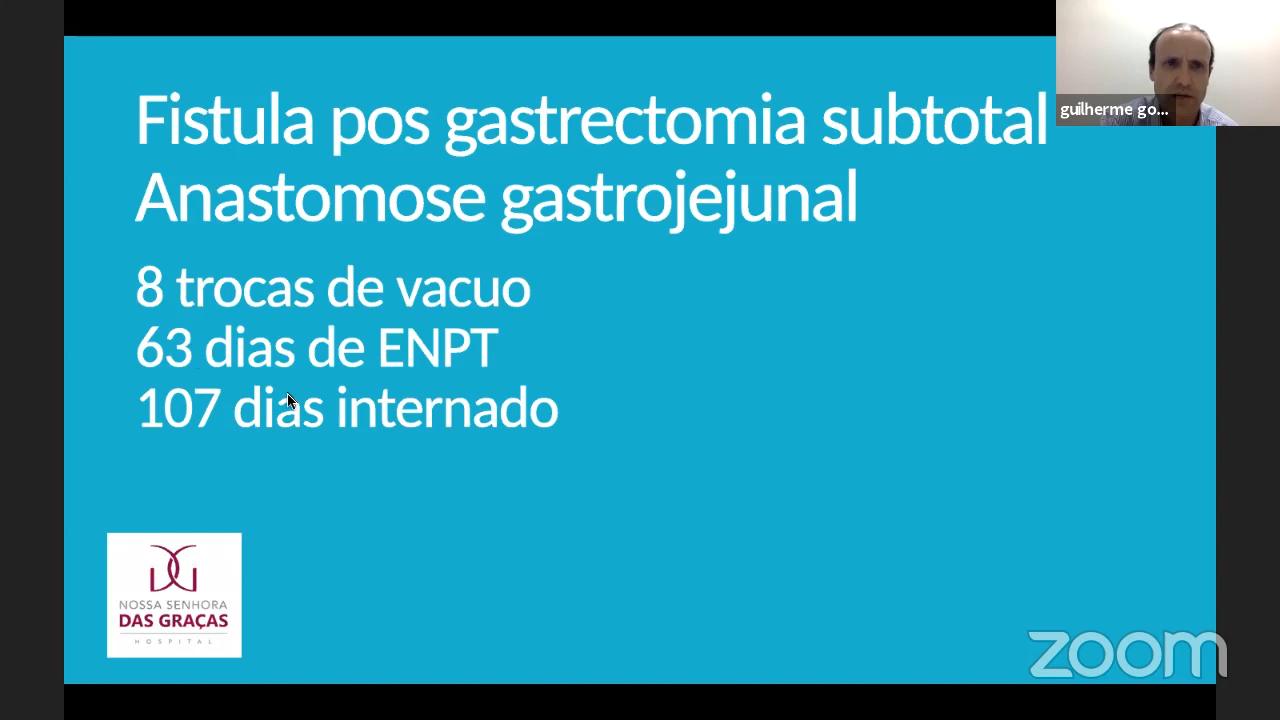 Fistula pos gastrectomia subtotal
Anastomose gastrojejunal
8 trocas de vacuo
63 dias de ENPT
107 dias internado
guilherme go...
NOSSA SENHORA
DAS GRAÇAS
HOSPITAL
zoom